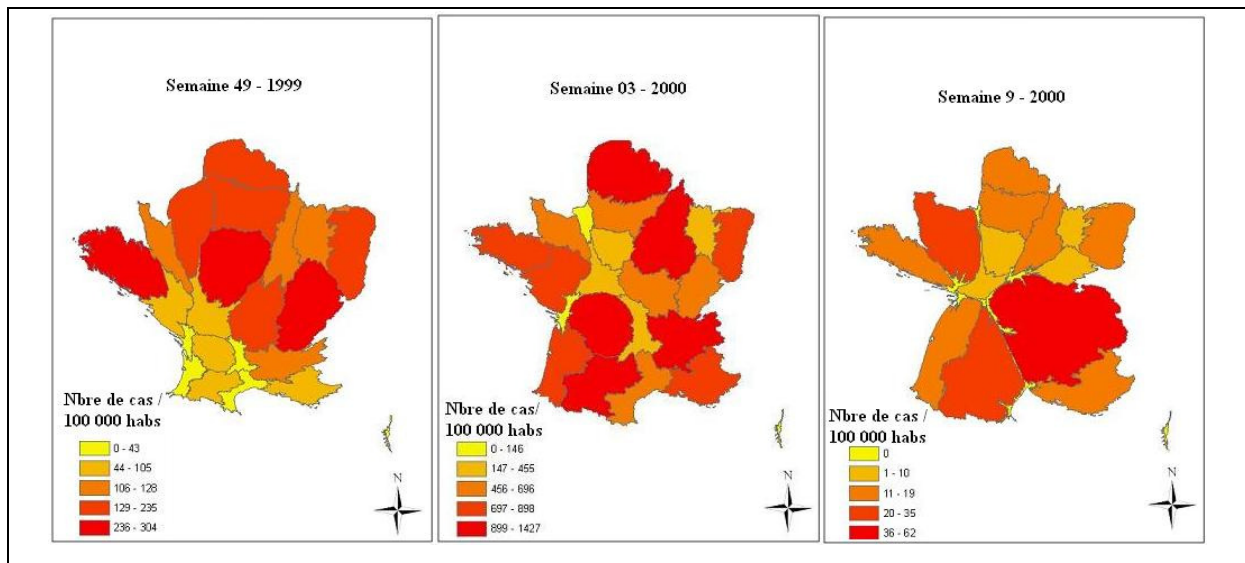 Semaine 49 - 1999
Nbre de cas/
100 000 habs
0 - 43
44 - 105
106 - 128
129 - 235
236 - 304
N
Semaine 03 - 2000
Nbre de cas/
100 000 habs
0 - 146
147 - 455
456 - 696
697 - 898
899 - 1427
N
Semaine 9 - 2000
Nbre de cas /
100 000 habs
0
1 - 10
11 - 19
20 - 35
36 - 62
N